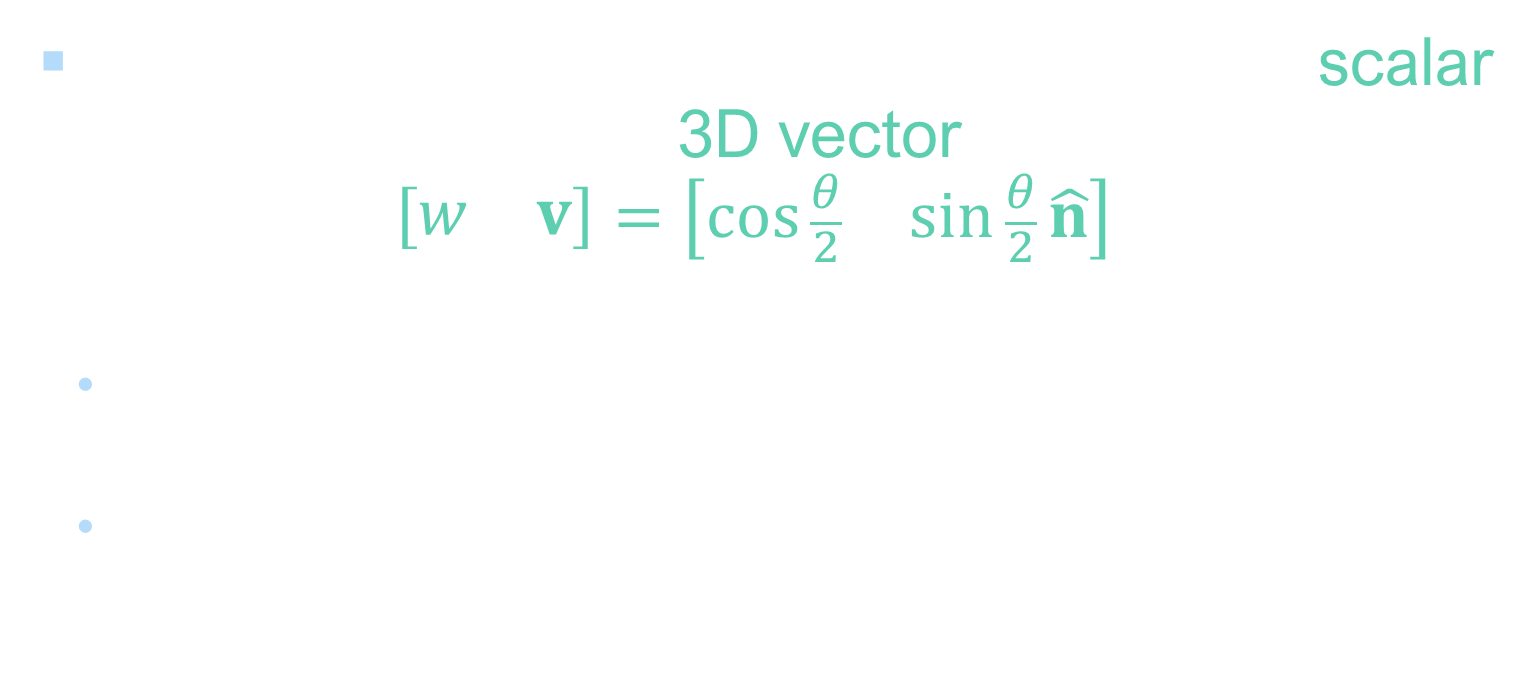 scalar
3D vector
[w v] = [cos θ/2 sin θ/2 n̂]